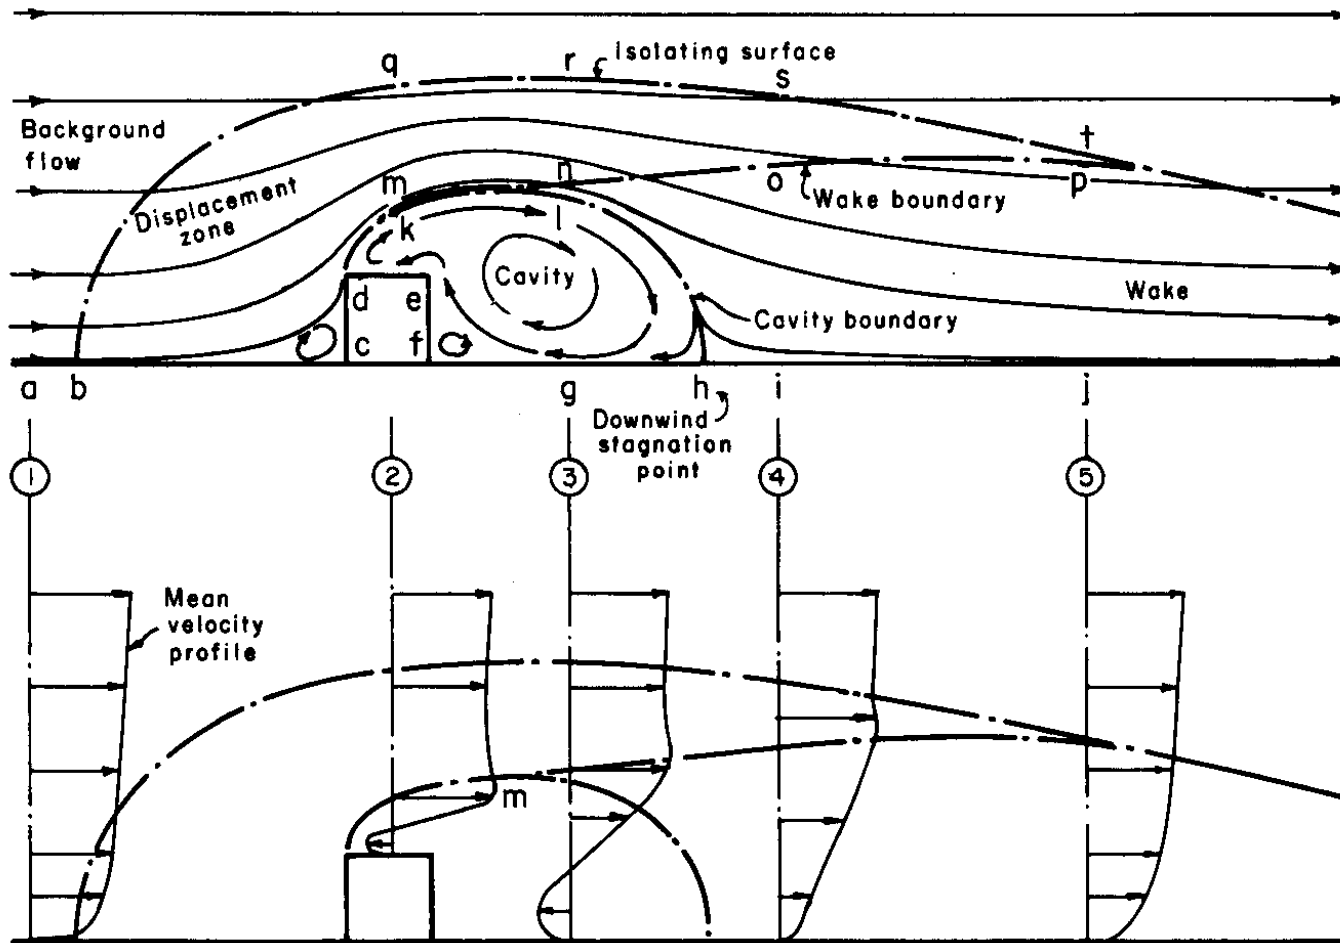 q
r
Isolating surface
s
Background
flow
t
Displacement
zone
m
n
o
Wake boundary
p
k
l
Cavity
Wake
d
e
Cavity boundary
c
f
a
b
g
h
i
j
Downwind
stagnation
point
1
2
3
4
5
Mean
velocity
profile
m